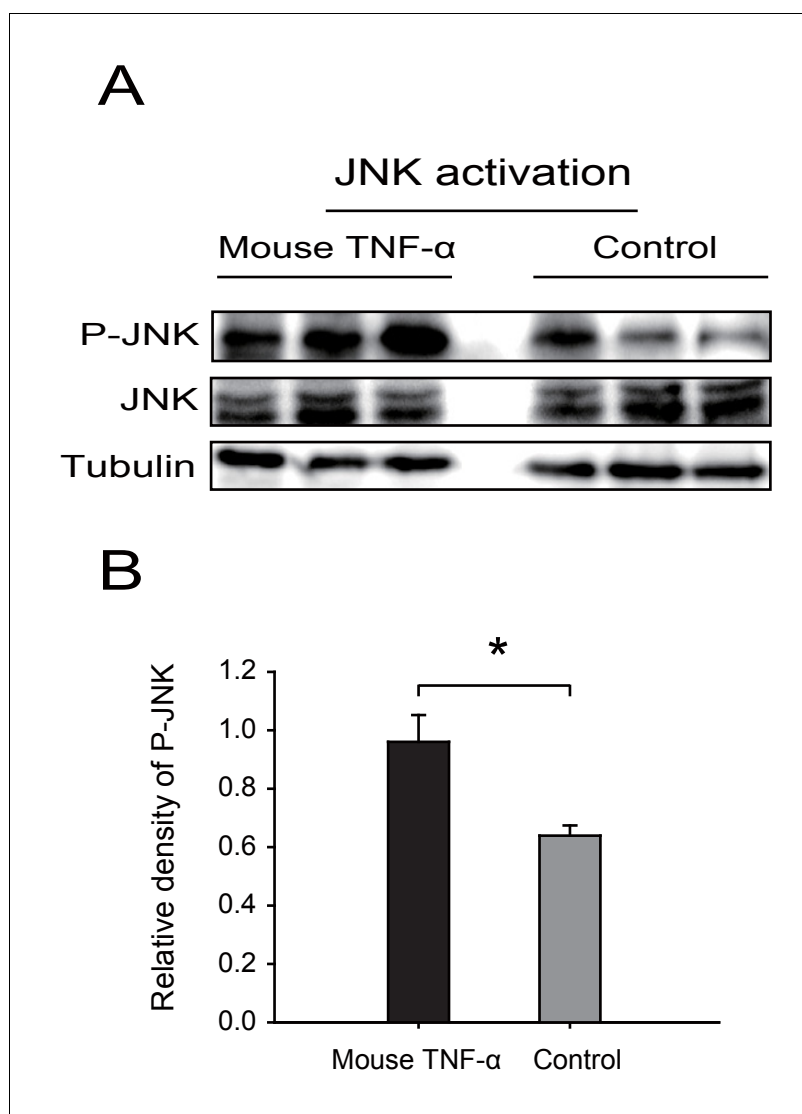 A
JNK activation
Mouse TNF-α Control
P-JNK
JNK
Tubulin
B
*
Relative density of P-JNK
1.2
1.0
0.8
0.6
0.4
0.2
0.0
Mouse TNF-α Control